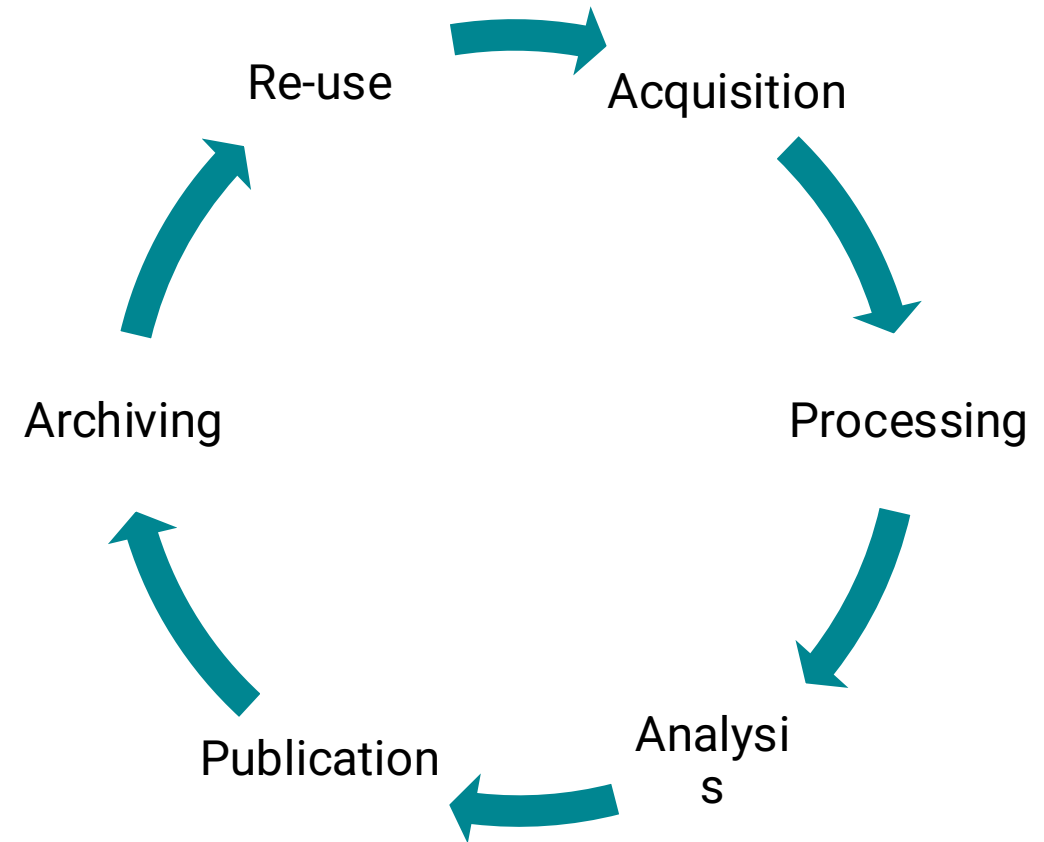 Re-use
Acquisition
Processing
Analysi
s
Publication
Archiving